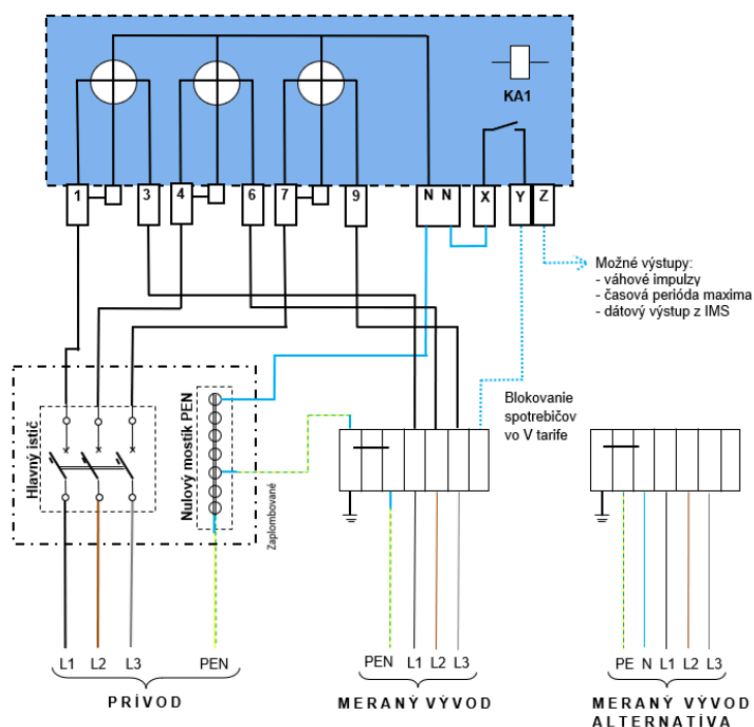 KA1
1
3
4
6
7
9
N N
X
Y
Z
Možné výstupy:
- váhové impulzy
- časová perióda maxima
- dátový výstup z IMS
Blokovanie
spotrebičov
vo V tarife
Hlavný istič
Nulový mostik PEN
Zaplombované
L1 L2 L3 PEN
PRÍVOD
PEN L1 L2 L3
MERANÝ VÝVOD
PE N L1 L2 L3
MERANÝ VÝVOD
ALTERNATÍVA